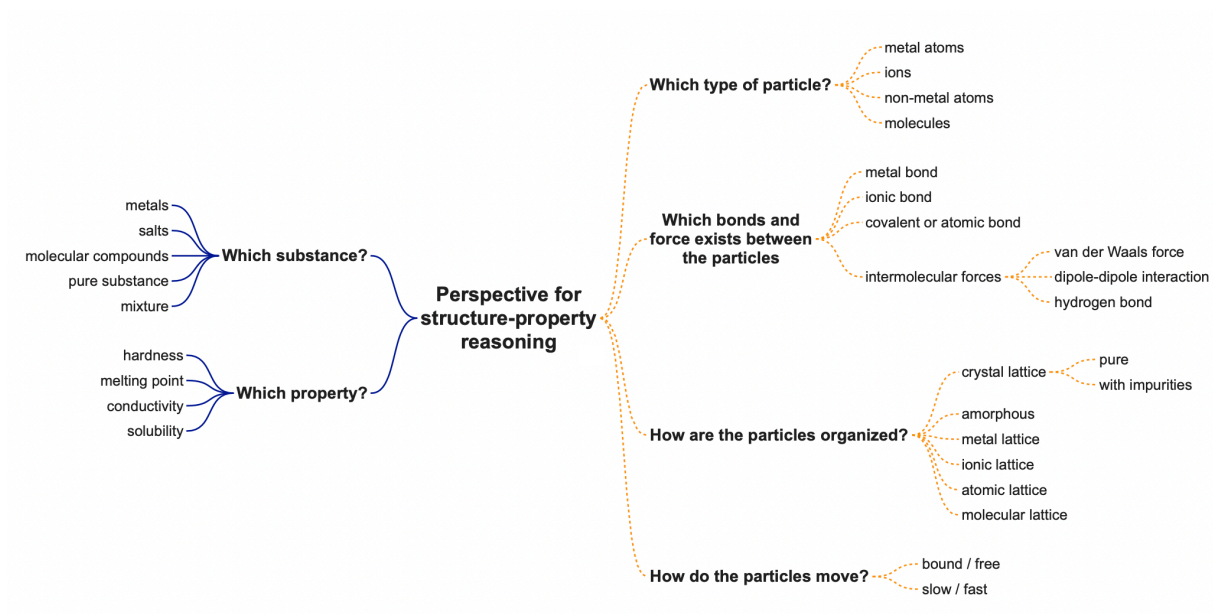 Perspective for
structure-property
reasoning
Which substance?
metals
salts
molecular compounds
pure substance
mixture
Which property?
hardness
melting point
conductivity
solubility
Which type of particle?
metal atoms
ions
non-metal atoms
molecules
Which bonds and
force exists between
the particles
metal bond
ionic bond
covalent or atomic bond
intermolecular forces
van der Waals force
dipole-dipole interaction
hydrogen bond
How are the particles organized?
crystal lattice
pure
with impurities
amorphous
metal lattice
ionic lattice
atomic lattice
molecular lattice
How do the particles move?
bound / free
slow / fast